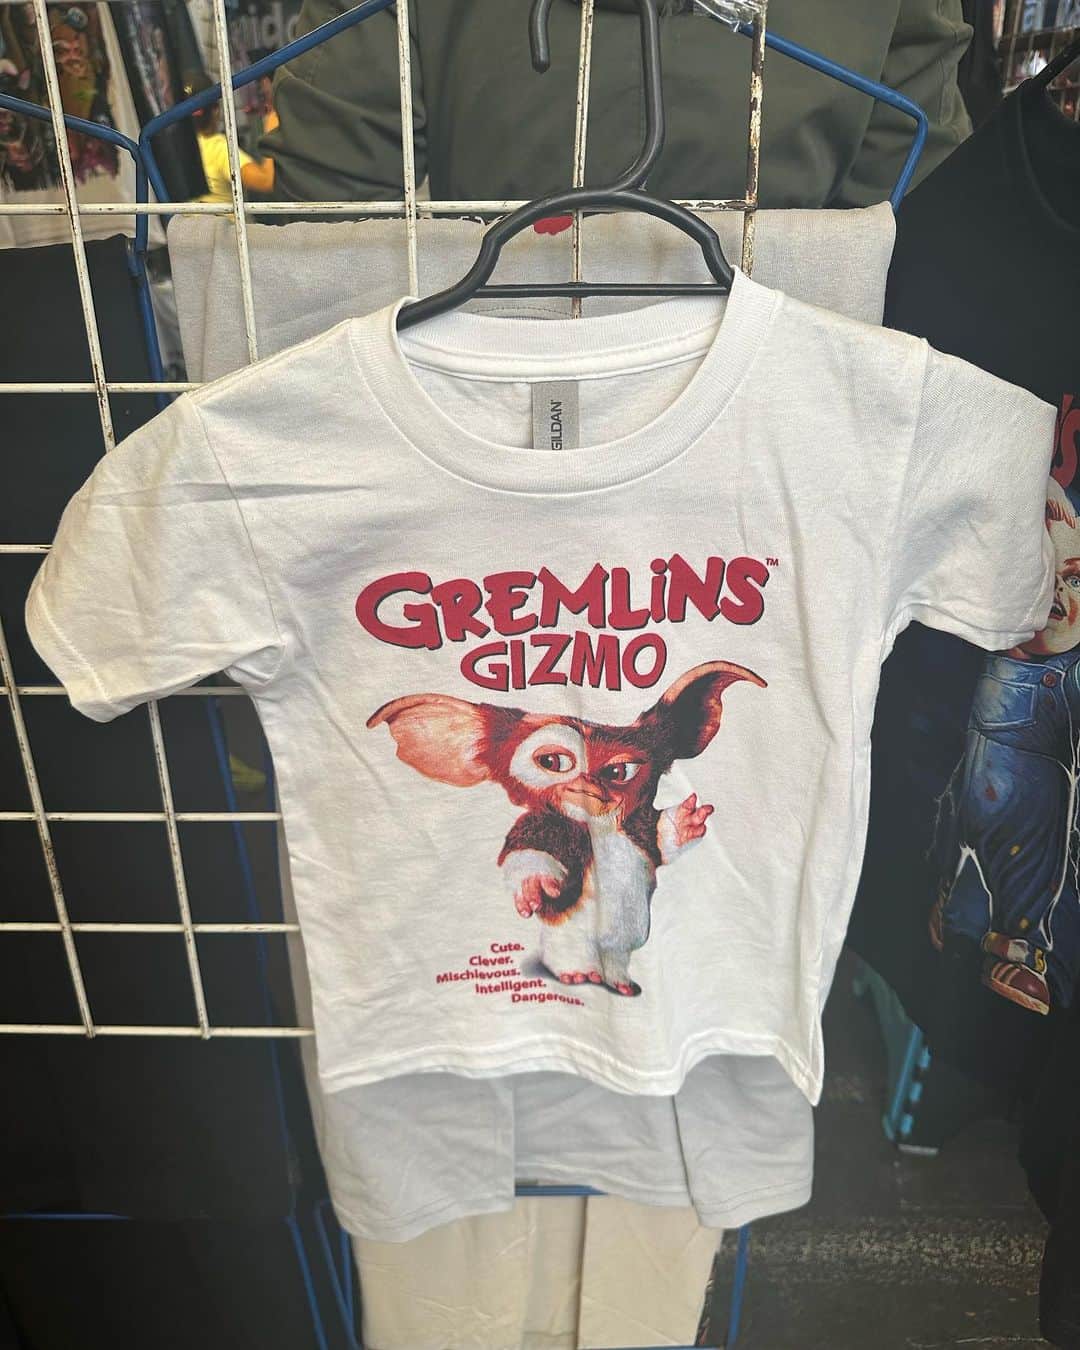 GILDAN
GREMLiNS™
GIZMO
Cute.
Clever.
Mischievous.
Intelligent.
Dangerous.